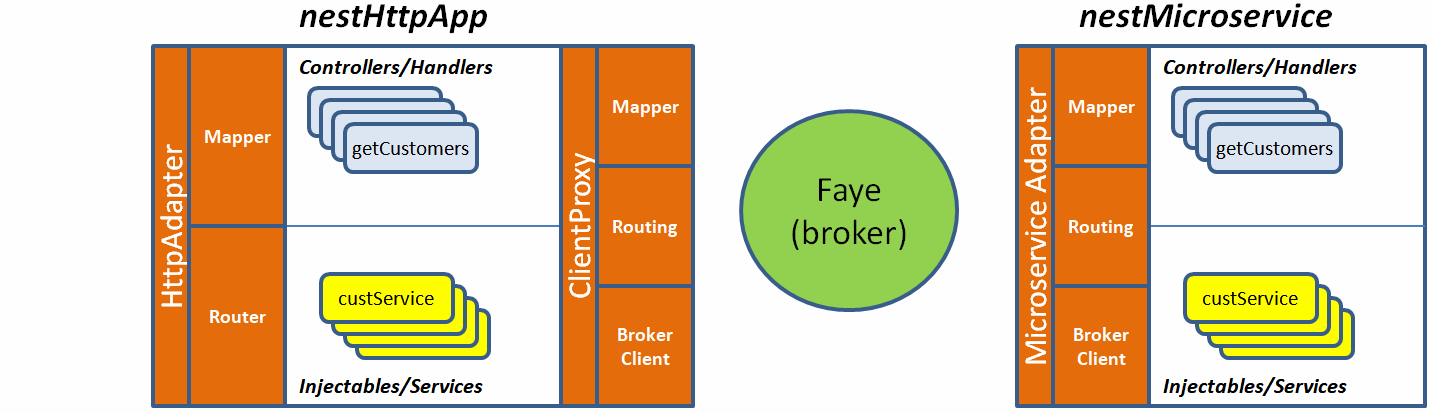 nestHttpApp
HttpAdapter
Mapper
Router
Controllers/Handlers
getCustomers
custService
Injectables/Services
ClientProxy
Mapper
Routing
Broker
Client
Faye
(broker)
nestMicroservice
Microservice Adapter
Mapper
Routing
Broker
Client
Controllers/Handlers
getCustomers
custService
Injectables/Services